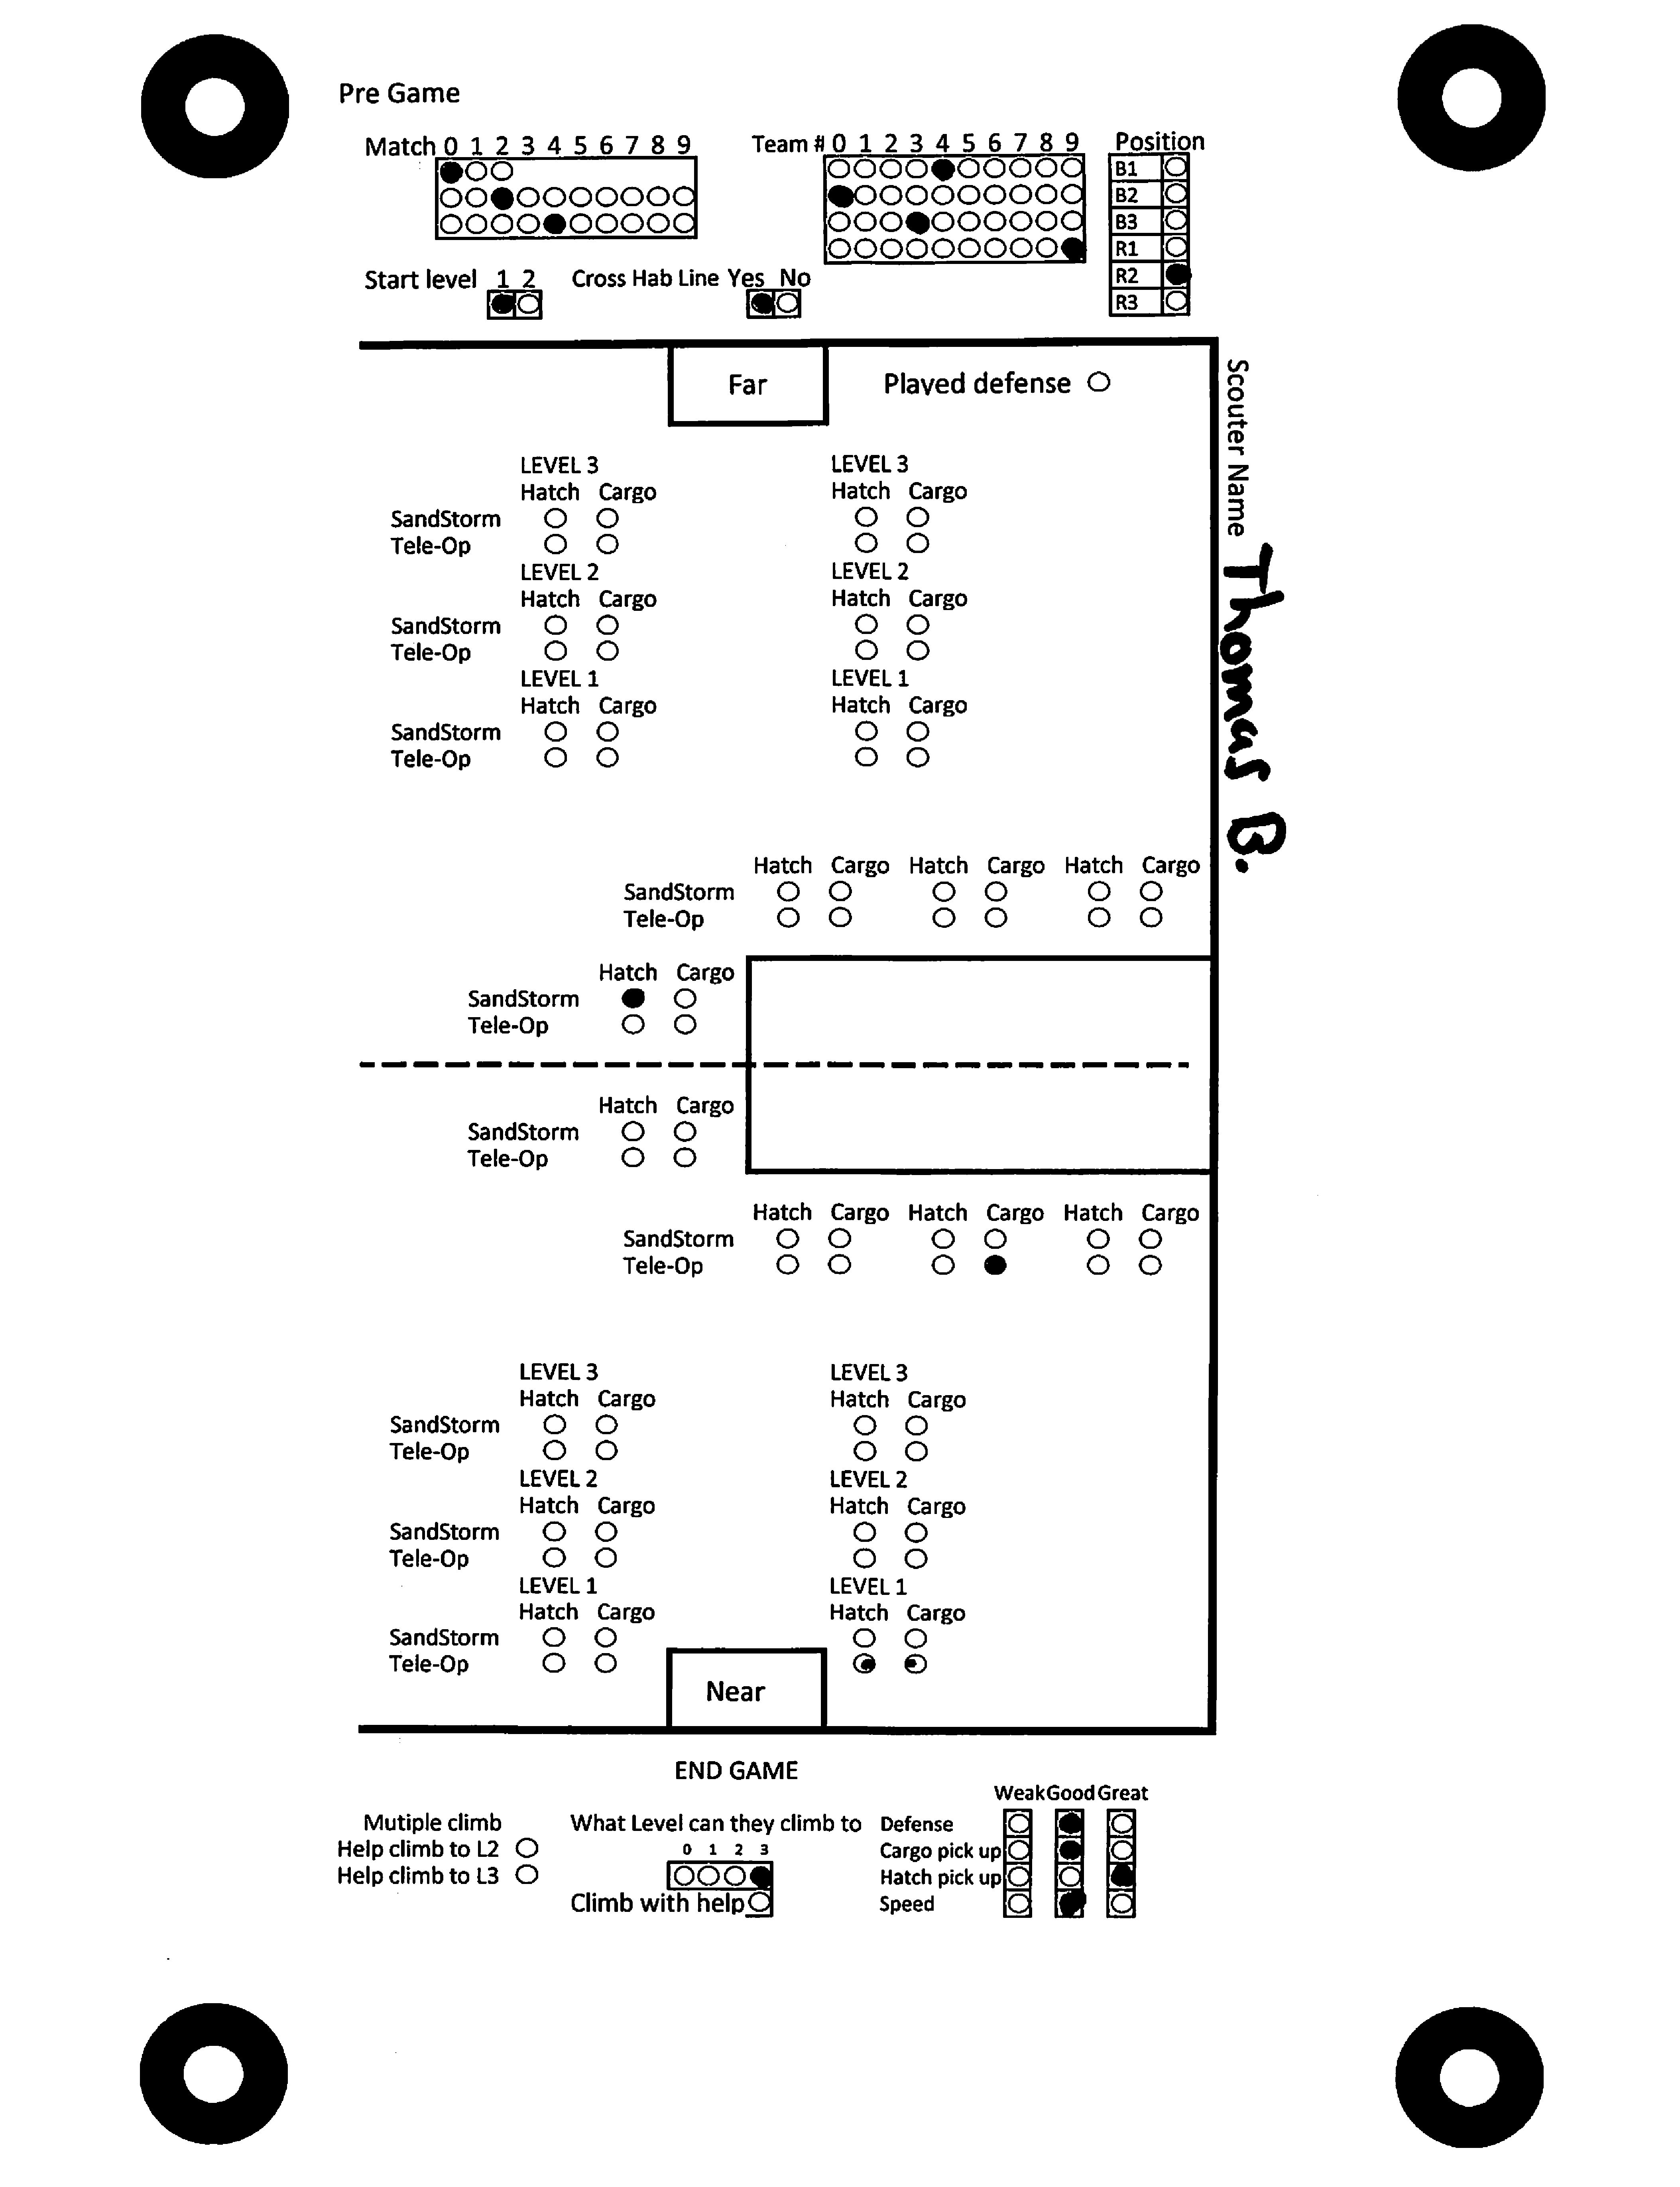 Pre Game
Match 0 1 2 3 4 5 6 7 8 9
Team # 0 1 2 3 4 5 6 7 8 9
Position
B1
B2
B3
R1
R2
R3
Start level 1 2
Cross Hab Line Yes No
Far
Played defense
Scouter Name Thomas B.
LEVEL 3 LEVEL 3
Hatch Cargo Hatch Cargo
SandStorm
Tele-Op
LEVEL 2 LEVEL 2
Hatch Cargo Hatch Cargo
SandStorm
Tele-Op
LEVEL 1 LEVEL 1
Hatch Cargo Hatch Cargo
SandStorm
Tele-Op
Hatch Cargo Hatch Cargo Hatch Cargo
SandStorm
Tele-Op
Hatch Cargo
SandStorm
Tele-Op
Hatch Cargo
SandStorm
Tele-Op
Hatch Cargo Hatch Cargo Hatch Cargo
SandStorm
Tele-Op
LEVEL 3 LEVEL 3
Hatch Cargo Hatch Cargo
SandStorm
Tele-Op
LEVEL 2 LEVEL 2
Hatch Cargo Hatch Cargo
SandStorm
Tele-Op
LEVEL 1 LEVEL 1
Hatch Cargo Hatch Cargo
SandStorm
Tele-Op
Near
END GAME
Mutiple climb
Help climb to L2
Help climb to L3
What Level can they climb to
0 1 2 3
Climb with help
Weak Good Great
Defense
Cargo pick up
Hatch pick up
Speed